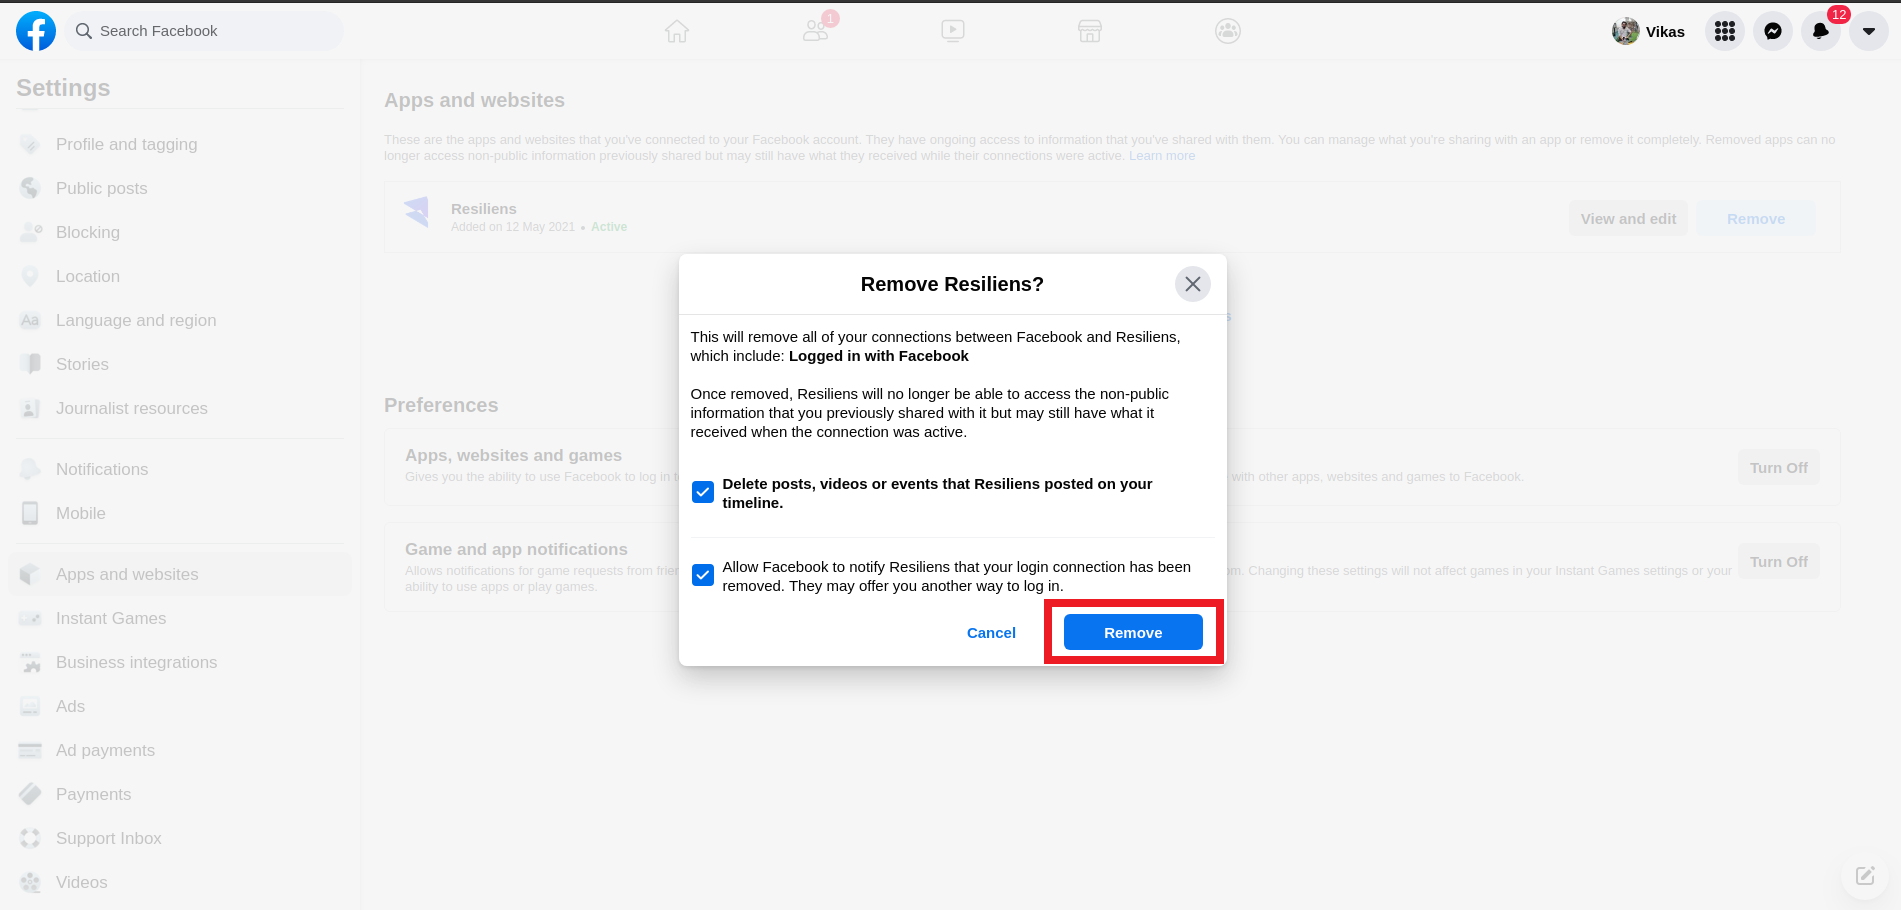 Search Facebook
1
Vikas
12
Settings
Profile and tagging
Public posts
Blocking
Location
Aa
Language and region
Stories
Journalist resources
Notifications
Mobile
Apps and websites
Instant Games
Business integrations
Ads
Ad payments
Payments
Support Inbox
Videos
Apps and websites
These are the apps and websites that you've connected to your Facebook account. They have ongoing access to information that you've shared with them. You can manage what you're sharing with an app or remove it completely. Removed apps can no
longer access non-public information previously shared but may still have what they received while their connections were active. Learn more
Resiliens
Added on 12 May 2021 • Active
View and edit
Remove
s
Preferences
Apps, websites and games
Gives you the ability to use Facebook to log in t
with other apps, websites and games to Facebook.
Turn Off
Game and app notifications
Allows notifications for game requests from frien
m. Changing these settings will not affect games in your Instant Games settings or your
ability to use apps or play games.
Turn Off
Remove Resiliens?
This will remove all of your connections between Facebook and Resiliens,
which include: Logged in with Facebook
Once removed, Resiliens will no longer be able to access the non-public
information that you previously shared with it but may still have what it
received when the connection was active.
Delete posts, videos or events that Resiliens posted on your
timeline.
Allow Facebook to notify Resiliens that your login connection has been
removed. They may offer you another way to log in.
Cancel
Remove